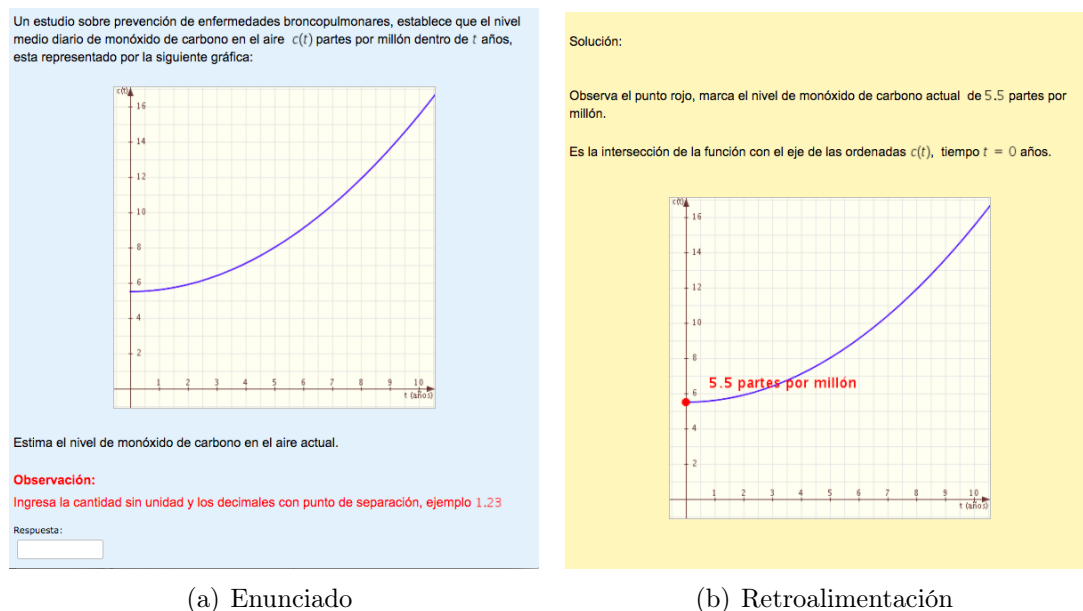 Un estudio sobre prevención de enfermedades broncopulmonares, establece que el nivel
medio diario de monóxido de carbono en el aire c(t) partes por millón dentro de t años,
esta representado por la siguiente gráfica:
c(t)
16
14
12
10
8
6
4
2
1 2 3 4 5 6 7 8 9 10
t (años)
Estima el nivel de monóxido de carbono en el aire actual.
Observación:
Ingresa la cantidad sin unidad y los decimales con punto de separación, ejemplo 1.23
Respuesta:
(a) Enunciado
Solución:
Observa el punto rojo, marca el nivel de monóxido de carbono actual de 5.5 partes por
millón.
Es la intersección de la función con el eje de las ordenadas c(t), tiempo t = 0 años.
c(t)
16
14
12
10
8
5.5 partes por millón
6
4
2
1 2 3 4 5 6 7 8 9 10
t (años)
(b) Retroalimentación